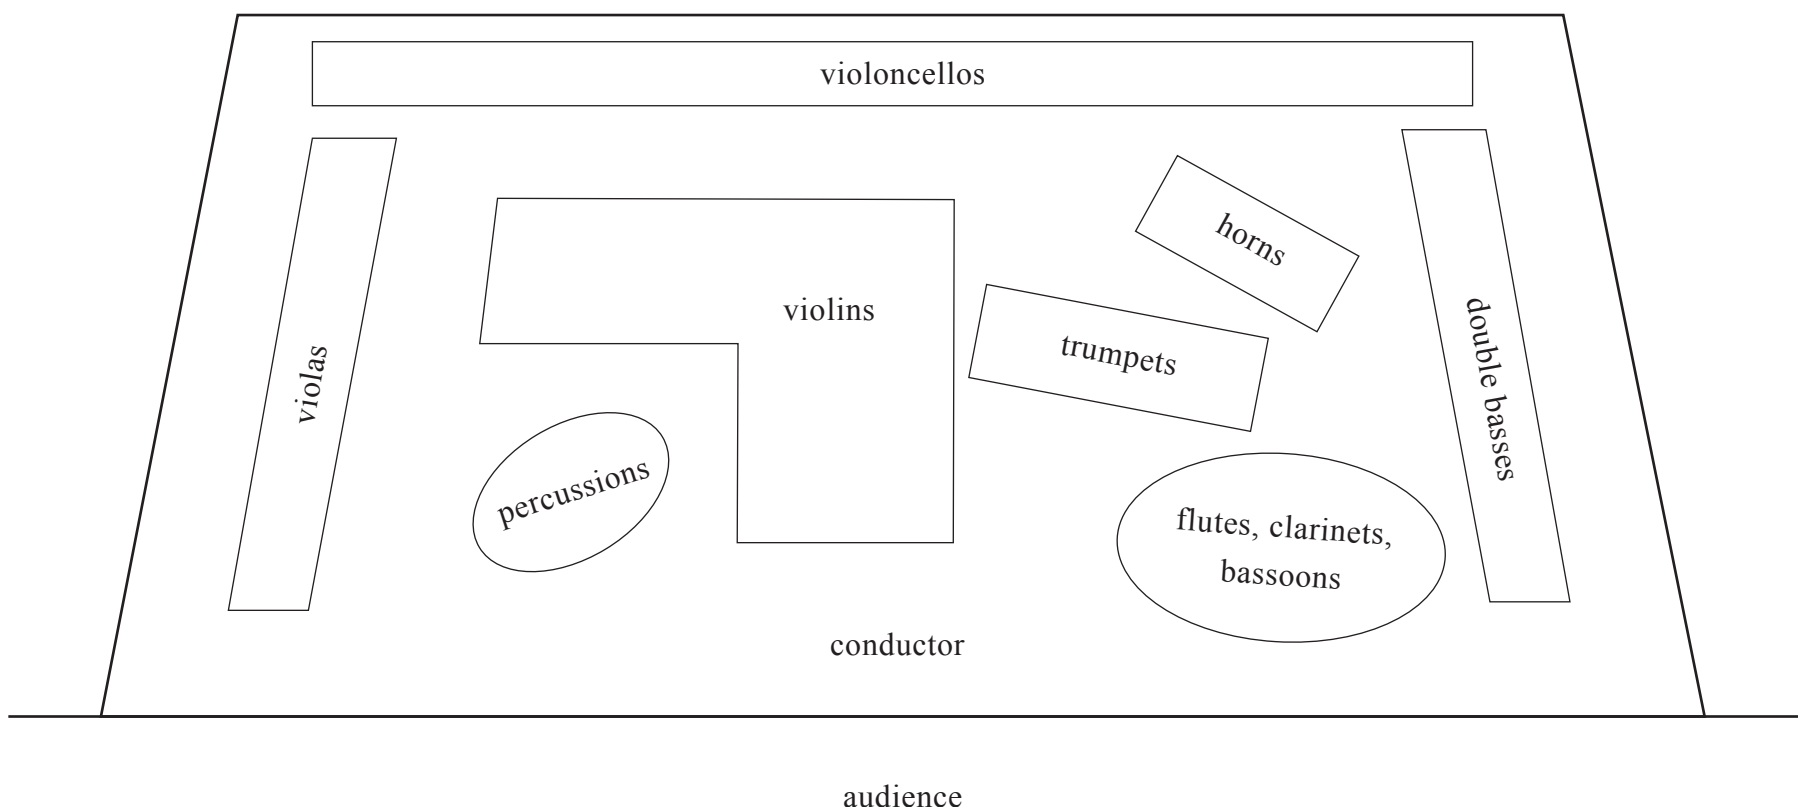 violoncellos
horns
violins
trumpets
double basses
violas
percussions
flutes, clarinets,
bassoons
conductor
audience